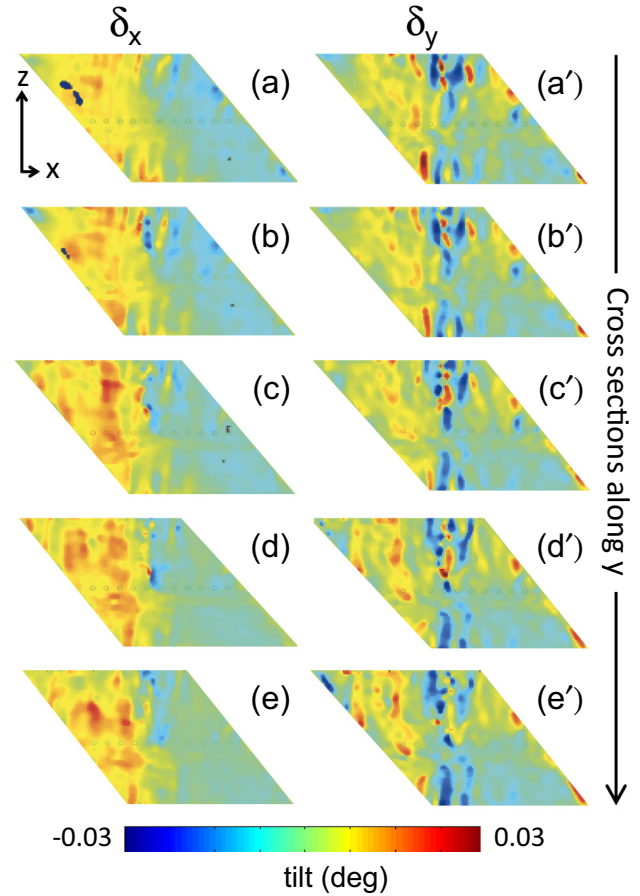 δx δy
z
x
(a) (a′)
(b) (b′)
(c) (c′)
(d) (d′)
(e) (e′)
Cross sections along y
-0.03 0.03
tilt (deg)